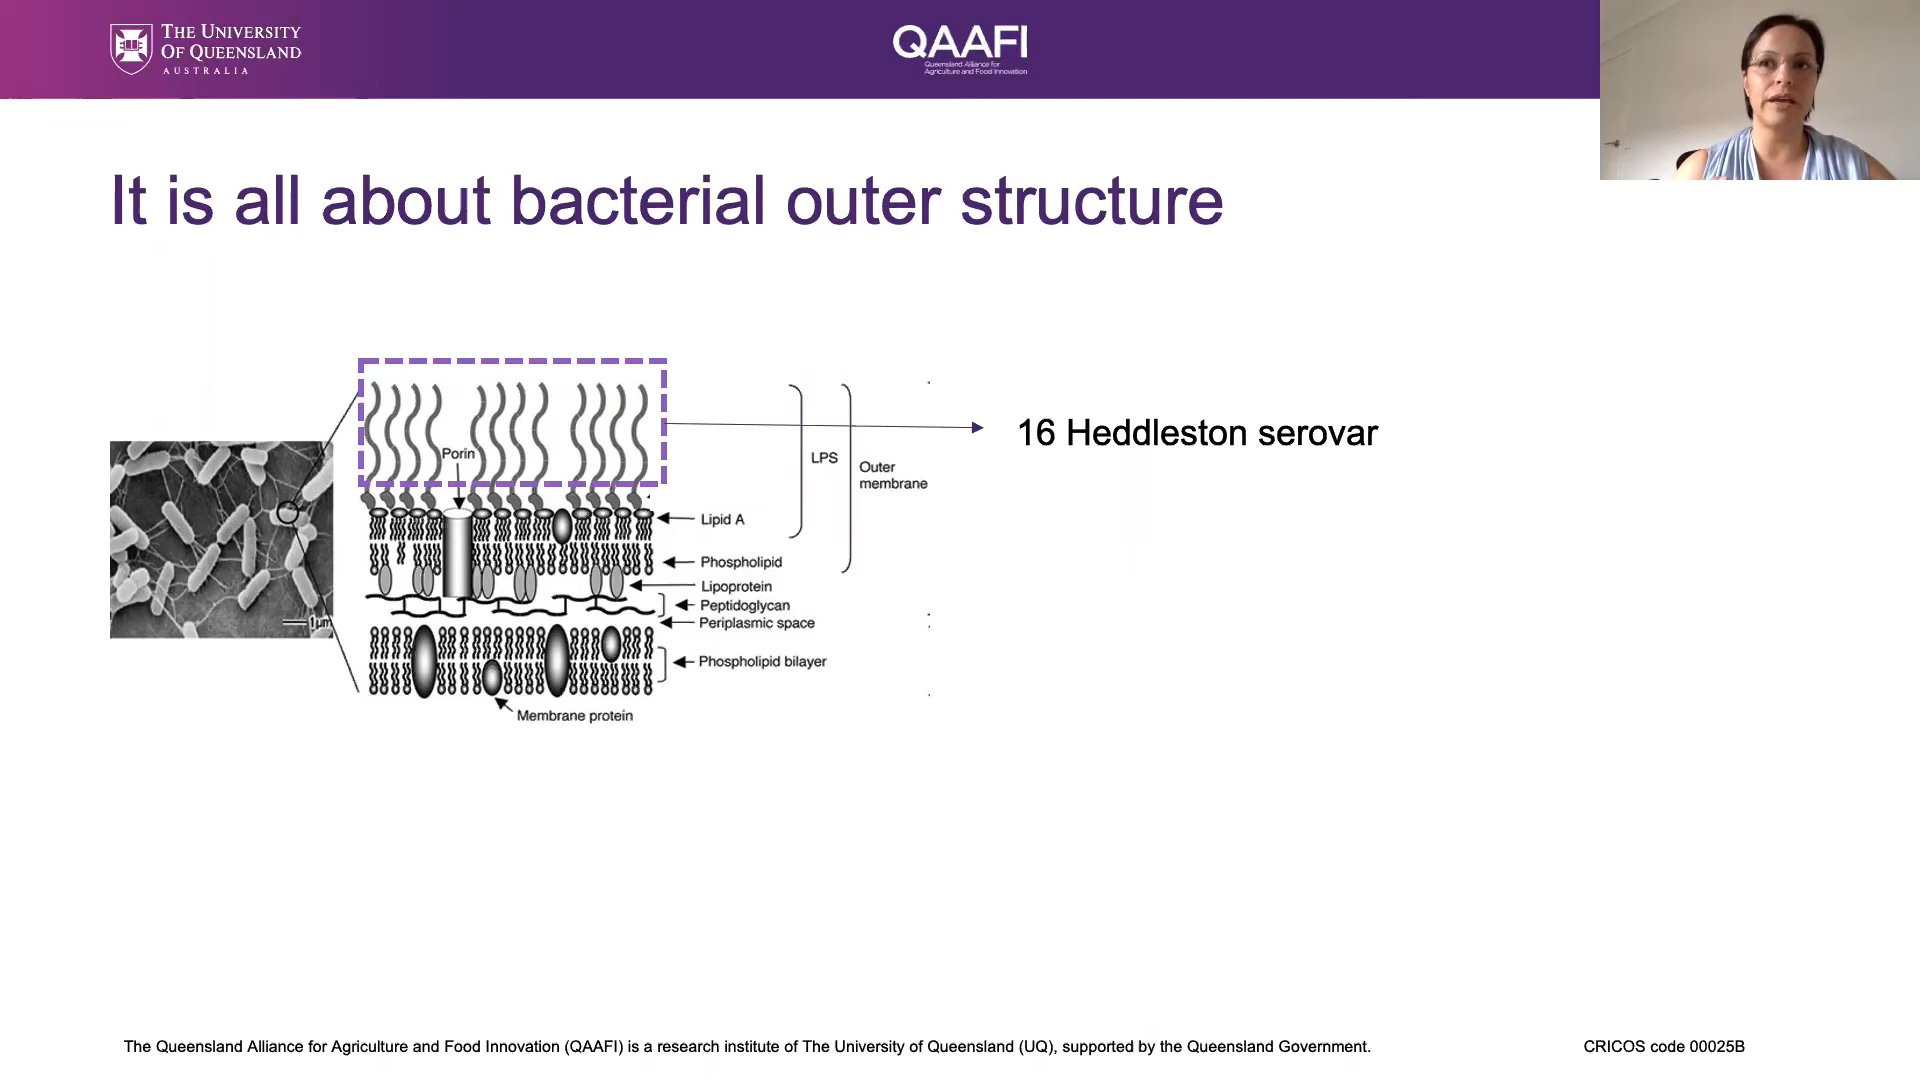 THE UNIVERSITY
OF QUEENSLAND
AUSTRALIA
QAAFI
Queensland Alliance for
Agriculture and Food Innovation
It is all about bacterial outer structure
16 Heddleston serovar
Porin
LPS
Outer
membrane
Lipid A
Phospholipid
Lipoprotein
Peptidoglycan
Periplasmic space
1µm
Phospholipid bilayer
Membrane protein
The Queensland Alliance for Agriculture and Food Innovation (QAAFI) is a research institute of The University of Queensland (UQ), supported by the Queensland Government.
CRICOS code 00025B